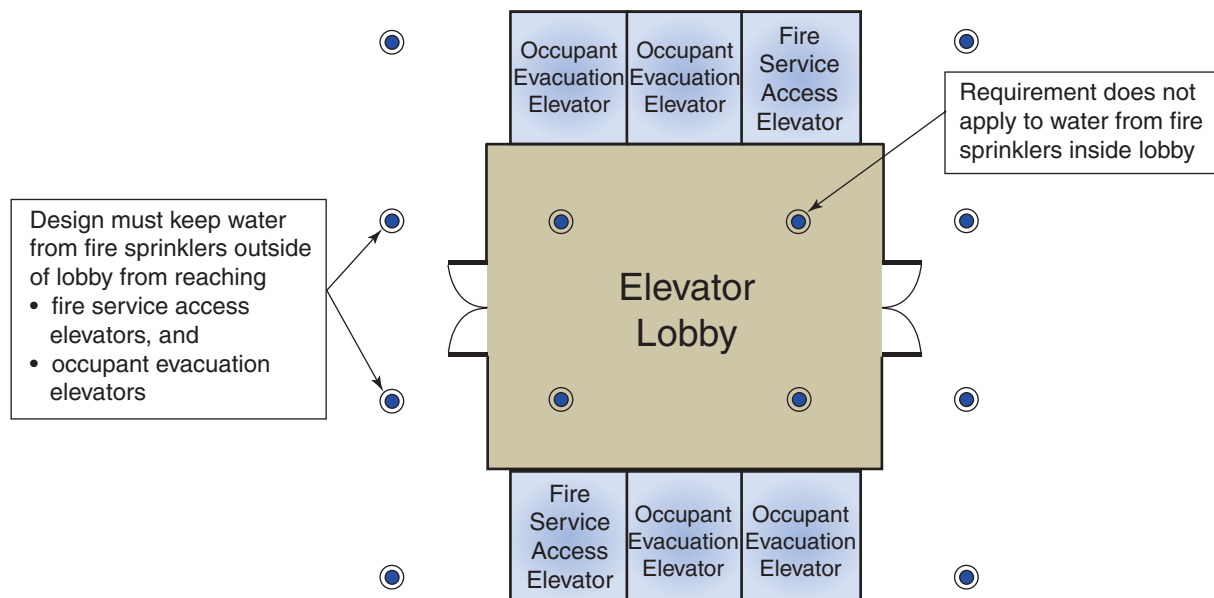 Occupant
Evacuation
Elevator
Occupant
Evacuation
Elevator
Fire
Service
Access
Elevator
Requirement does not
apply to water from fire
sprinklers inside lobby
Design must keep water
from fire sprinklers outside
of lobby from reaching
• fire service access
elevators, and
• occupant evacuation
elevators
Elevator
Lobby
Fire
Service
Access
Elevator
Occupant
Evacuation
Elevator
Occupant
Evacuation
Elevator